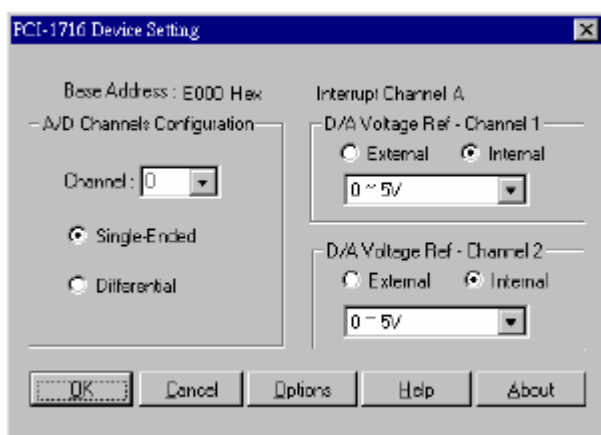 PCI-1716 Device Setting
Base Address : E000 Hex
Interrupt Channel A
A/D Channels Configuration
Channel : 0
Single-Ended
Differential
D/A Voltage Ref - Channel 1
External Internal
0 ~ 5V
D/A Voltage Ref - Channel 2
External Internal
0 ~ 5V
OK Cancel Options Help About